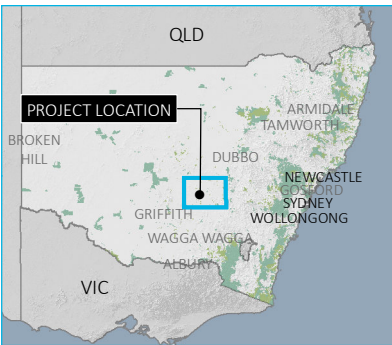 QLD
PROJECT LOCATION
ARMIDALE
TAMWORTH
BROKEN
HILL
DUBBO
NEWCASTLE
GOSFORD
SYDNEY
GRIFFITH
WOLLONGONG
WAGGA WAGGA
ALBURY
VIC